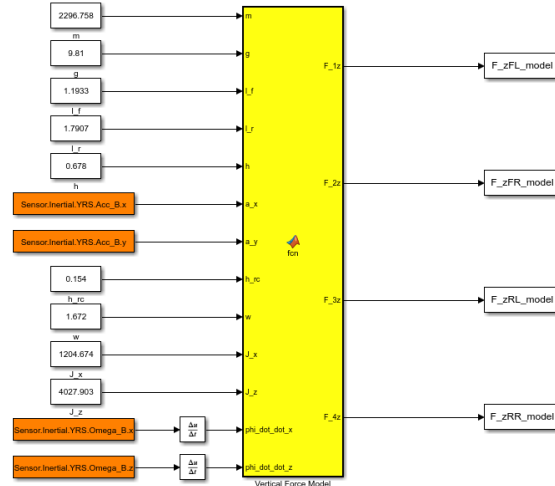 2296.758
m
m
9.81
g
g
1.1933
l_f
l_f
1.7907
l_r
l_r
0.678
h
h
Sensor.Inertial.YRS.Acc_B.x
a_x
Sensor.Inertial.YRS.Acc_B.y
a_y
0.154
h_rc
h_rc
1.672
w
w
1204.674
J_x
J_x
4027.903
J_z
J_z
Sensor.Inertial.YRS.Omega_B.x
Δu
Δt
phi_dot_dot_x
Sensor.Inertial.YRS.Omega_B.z
Δu
Δt
phi_dot_dot_z
fcn
F_1z
F_zFL_model
F_2z
F_zFR_model
F_3z
F_zRL_model
F_4z
F_zRR_model
Vertical Force Model